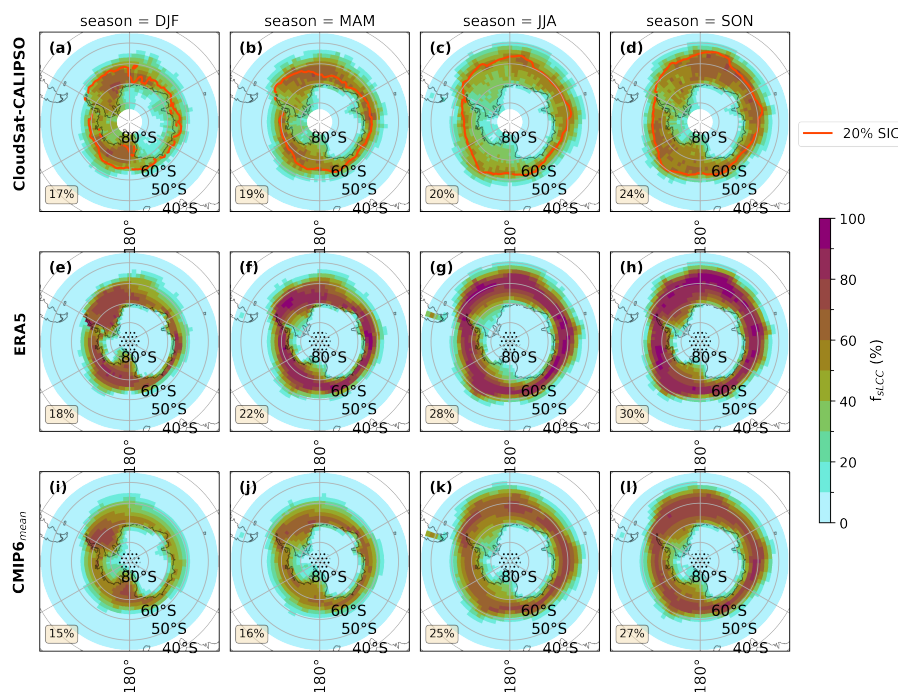 season = DJF
season = MAM
season = JJA
season = SON
CloudSat-CALIPSO
(a)
80°S
60°S
50°S
40°S
17%
180°
(b)
80°S
60°S
50°S
40°S
19%
180°
(c)
80°S
60°S
50°S
40°S
20%
180°
(d)
80°S
60°S
50°S
40°S
24%
180°
20% SIC
ERA5
(e)
80°S
60°S
50°S
40°S
18%
180°
(f)
80°S
60°S
50°S
40°S
22%
180°
(g)
80°S
60°S
50°S
40°S
28%
180°
(h)
80°S
60°S
50°S
40°S
30%
180°
CMIP6mean
(i)
80°S
60°S
50°S
40°S
15%
180°
(j)
80°S
60°S
50°S
40°S
16%
180°
(k)
80°S
60°S
50°S
40°S
25%
180°
(l)
80°S
60°S
50°S
40°S
27%
180°
100
80
60
40
20
0
fsLCC (%)